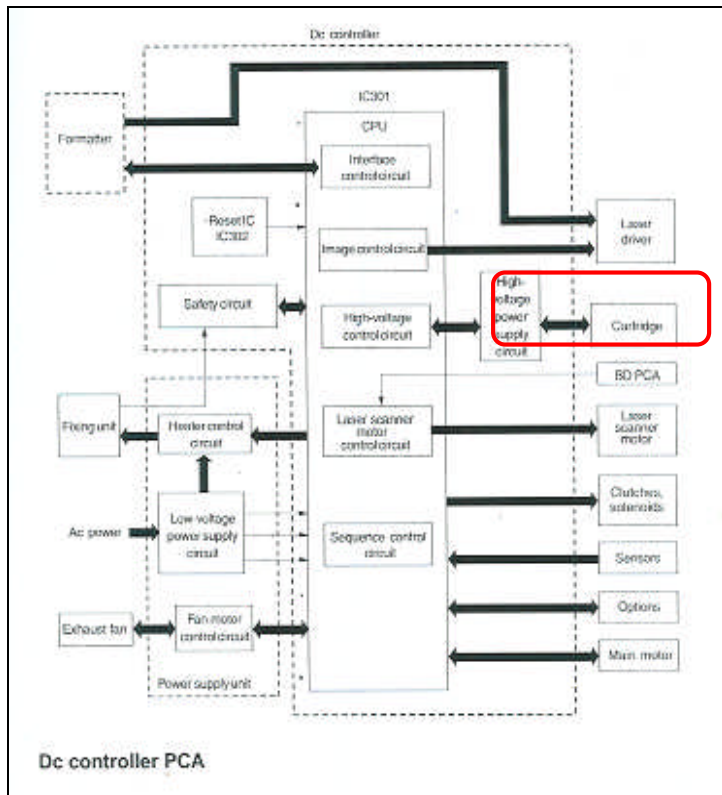 Dc controller
IC301
CPU
Formatter
Interface
control circuit
Reset IC
IC302
Image control circuit
Laser
driver
Safety circuit
High-voltage
control circuit
High-
voltage
power
supply
circuit
Cartridge
BD PCA
Fixing unit
Heater control
circuit
Laser scanner
motor
control circuit
Laser
scanner
motor
Ac power
Low-voltage
power supply
circuit
Clutches,
solenoids
Sequence control
circuit
Sensors
Exhaust fan
Fan motor
control circuit
Options
Main motor
Power supply unit
Dc controller PCA